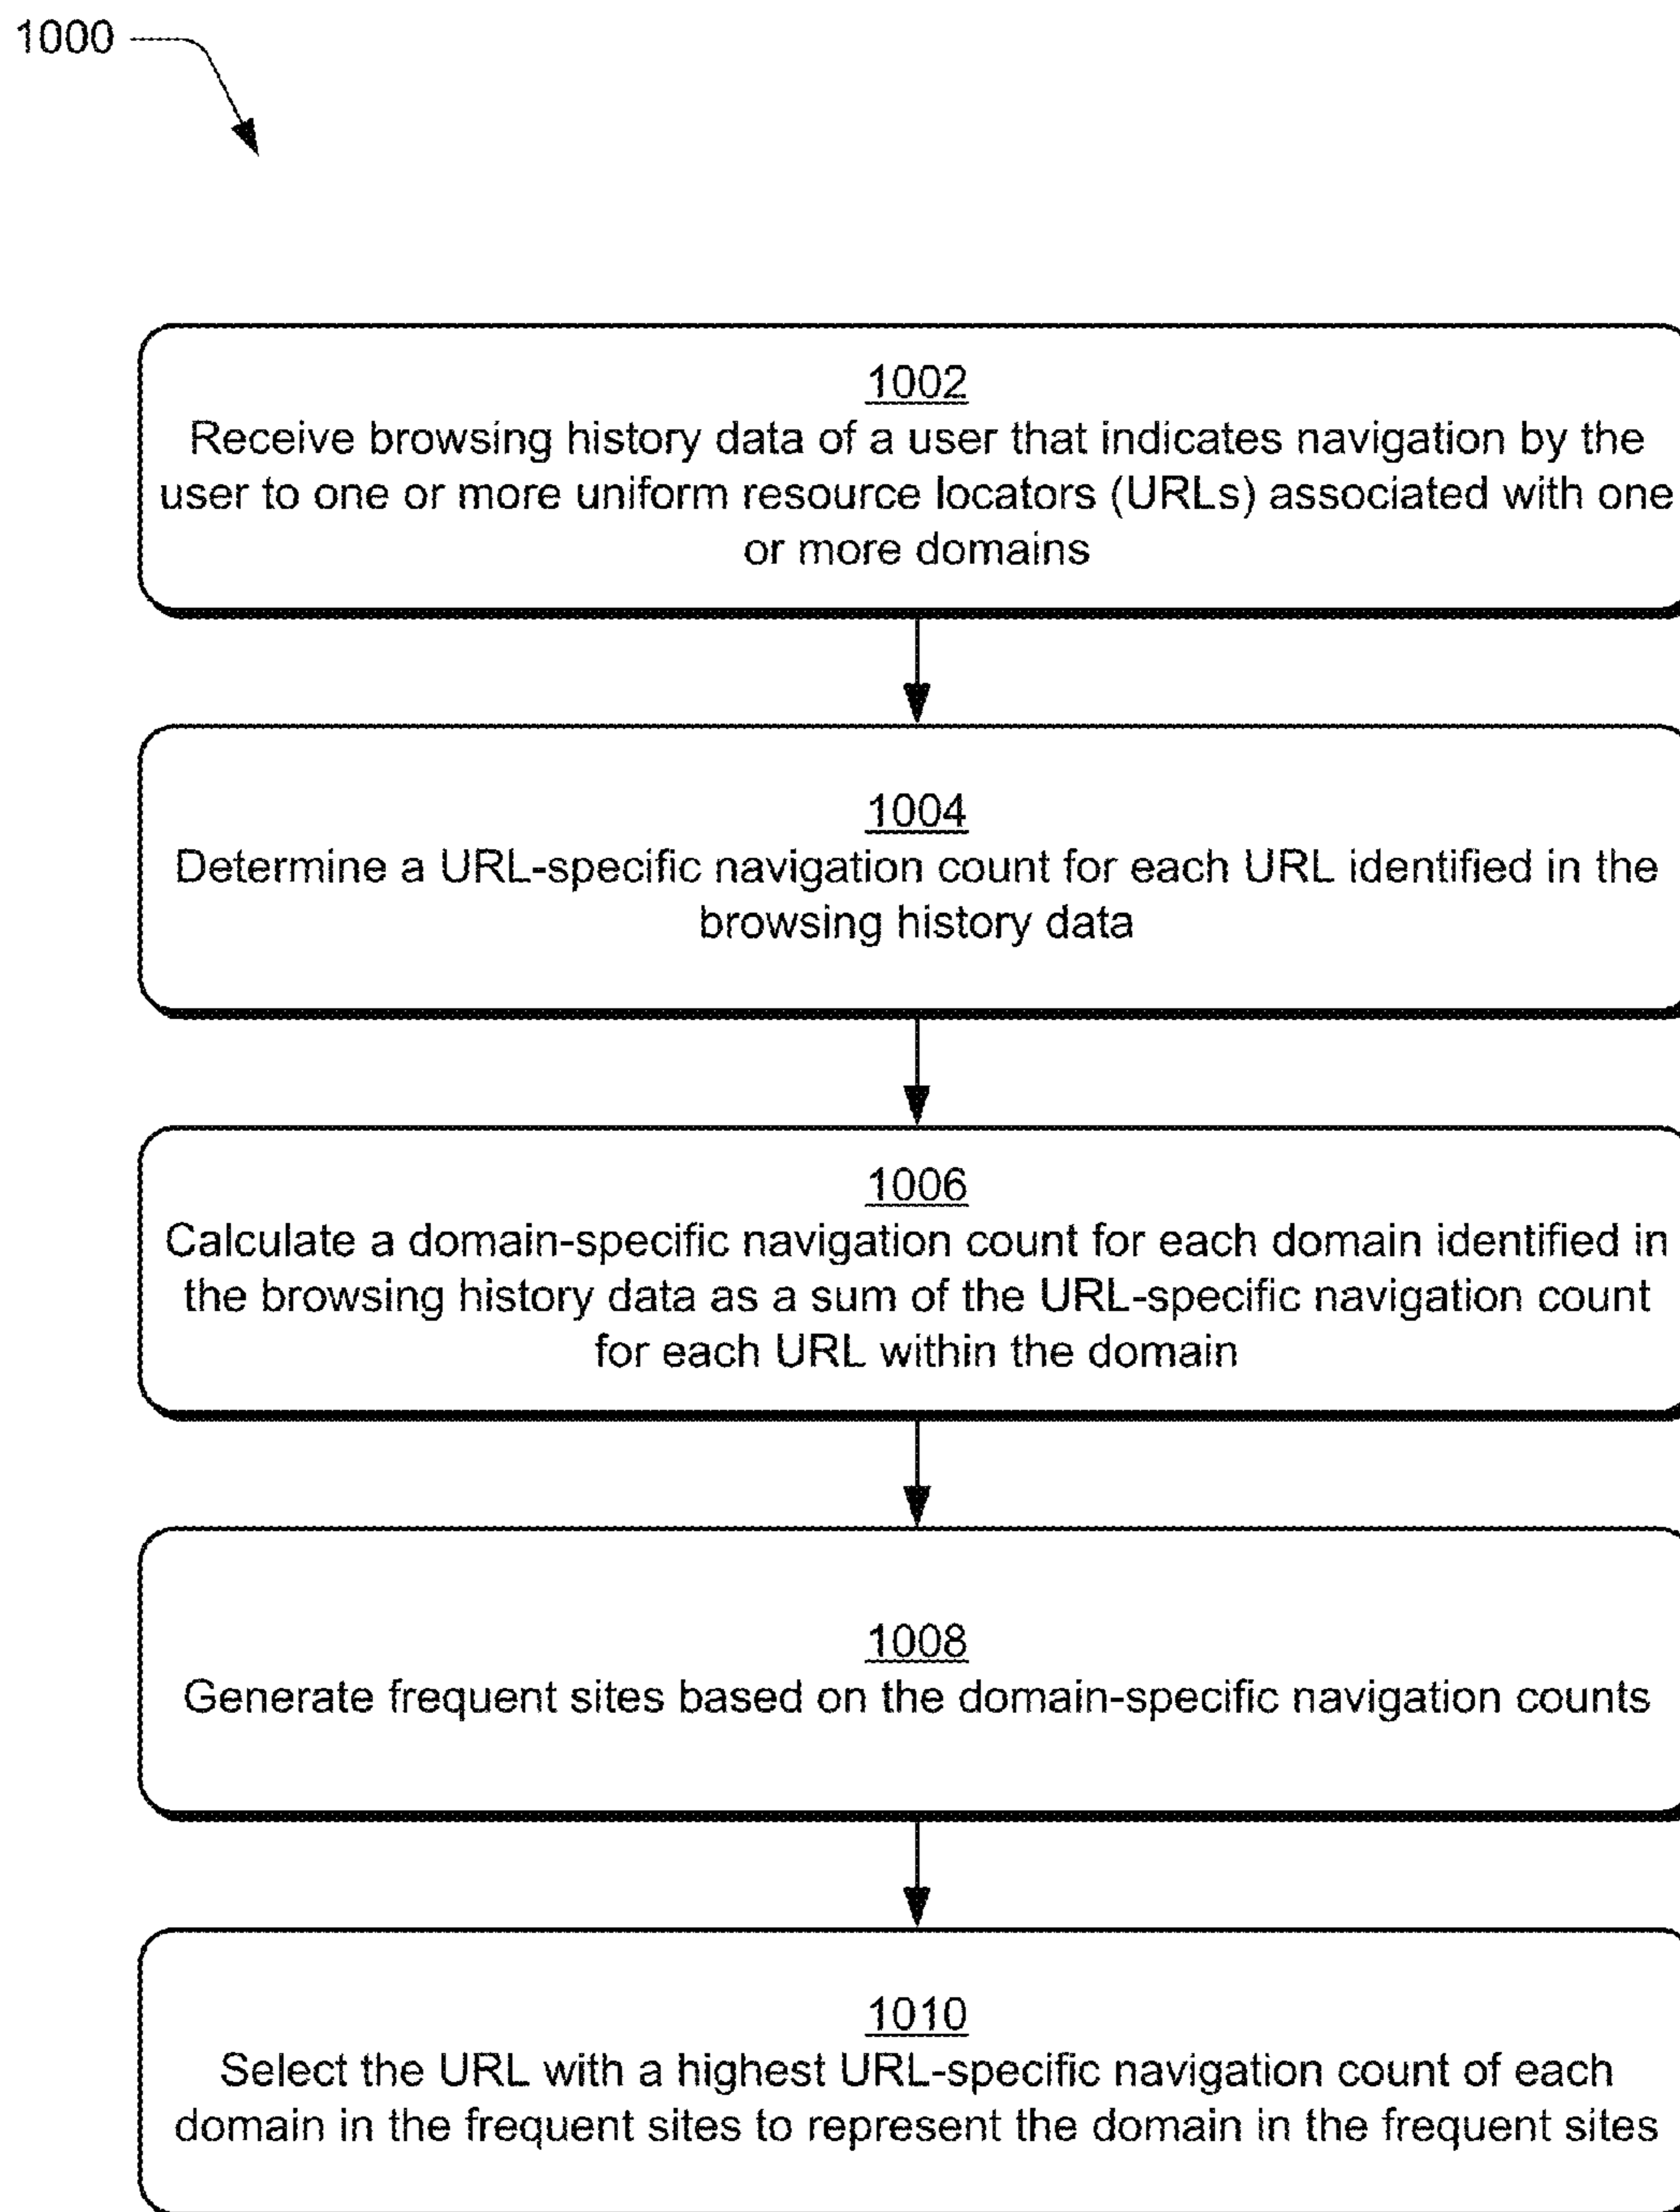 1000
1002
Receive browsing history data of a user that indicates navigation by the
user to one or more uniform resource locators (URLs) associated with one
or more domains
1004
Determine a URL-specific navigation count for each URL identified in the
browsing history data
1006
Calculate a domain-specific navigation count for each domain identified in
the browsing history data as a sum of the URL-specific navigation count
for each URL within the domain
1008
Generate frequent sites based on the domain-specific navigation counts
1010
Select the URL with a highest URL-specific navigation count of each
domain in the frequent sites to represent the domain in the frequent sites